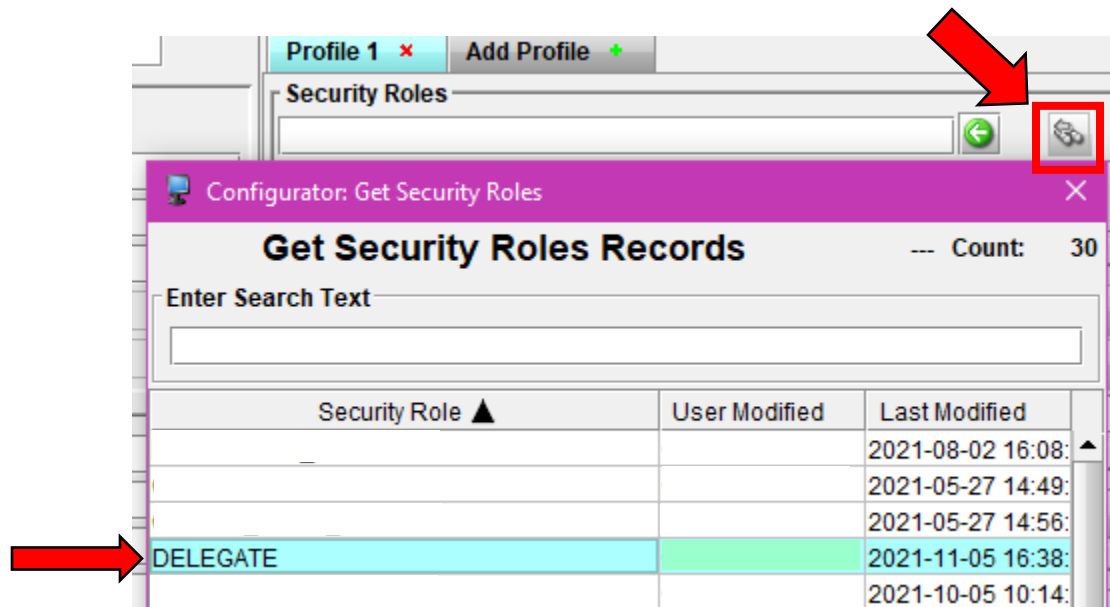 Profile 1 Add Profile
Security Roles
Configurator: Get Security Roles
Get Security Roles Records --- Count: 30
Enter Search Text
Security Role User Modified Last Modified
2021-08-02 16:08:
2021-05-27 14:49:
2021-05-27 14:56:
DELEGATE 2021-11-05 16:38:
2021-10-05 10:14: